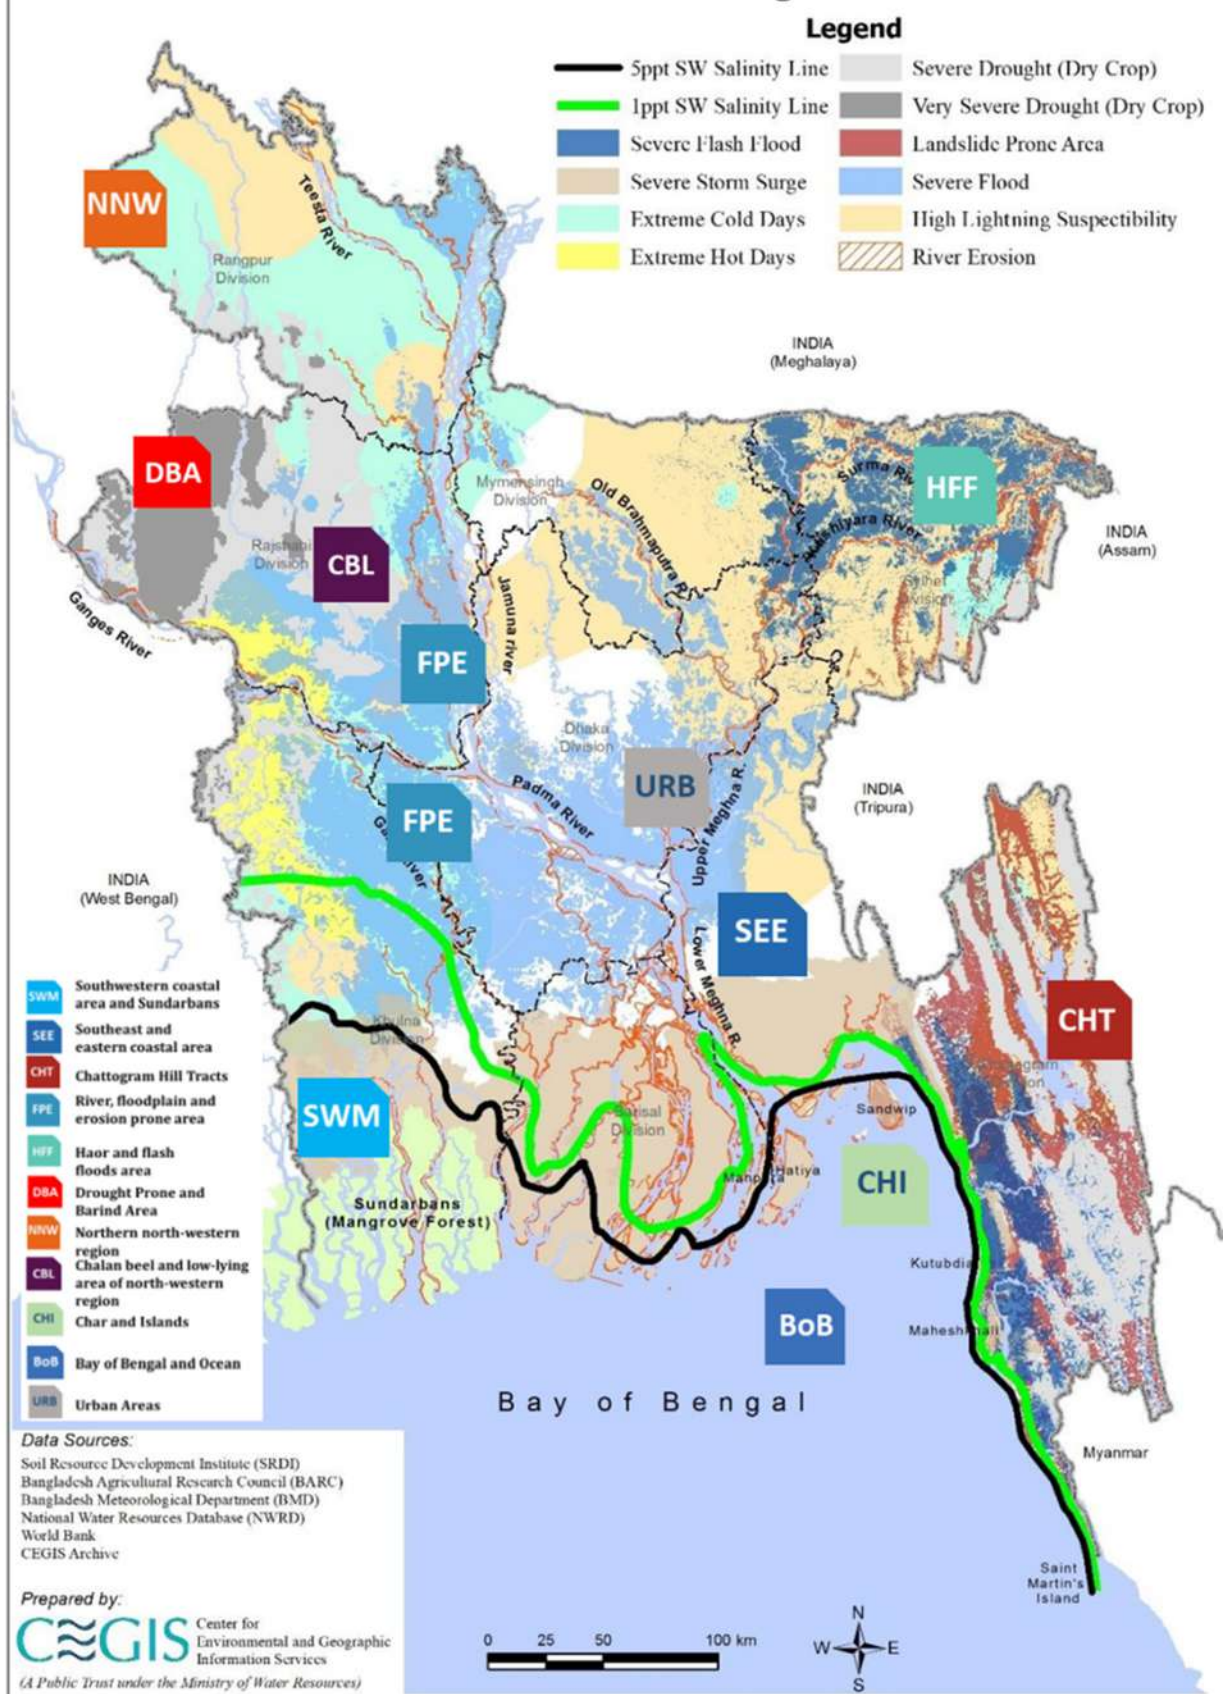 Legend
5ppt SW Salinity Line
1ppt SW Salinity Line
Severe Flash Flood
Severe Storm Surge
Extreme Cold Days
Extreme Hot Days
Severe Drought (Dry Crop)
Very Severe Drought (Dry Crop)
Landslide Prone Area
Severe Flood
High Lightning Suspectibility
River Erosion
NNW
Teesta River
Rangpur
Division
INDIA
(Meghalaya)
DBA
CBL
Rajshahi
Division
Mymensingh
Division
Old Brahmaputra R.
Surma
HFF
Kushiyara River
Sylhet
Division
INDIA
(Assam)
Ganges River
Jamuna river
FPE
Dhaka
Division
URB
Padma River
Upper Meghna R.
INDIA
(Tripura)
FPE
INDIA
(West Bengal)
SEE
Lower Meghna R.
CHT
Khulna
Division
SWM
Barisal
Division
Sandwip
Hatiya
CHI
Sundarbans
(Mangrove Forest)
Kutubdia
BoB
Bay of Bengal
Myanmar
Saint
Martin's
Island
SWM
Southwestern coastal
area and Sundarbans
SEE
Southeast and
eastern coastal area
CHT
Chattogram Hill Tracts
FPE
River, floodplain and
erosion prone area
HFF
Haor and flash
floods area
DBA
Drought Prone and
Barind Area
NNW
Northern north-western
region
CBL
Chalan beel and low-lying
area of north-western
region
CHI
Char and Islands
BoB
Bay of Bengal and Ocean
URB
Urban Areas
Data Sources:
Soil Resource Development Institute (SRDI)
Bangladesh Agricultural Research Council (BARC)
Bangladesh Meteorological Department (BMD)
National Water Resources Database (NWRD)
World Bank
CEGIS Archive
Prepared by:
CEGIS
Center for
Environmental and Geographic
Information Services
(A Public Trust under the Ministry of Water Resources)
0 25 50 100 km
N
W E
S